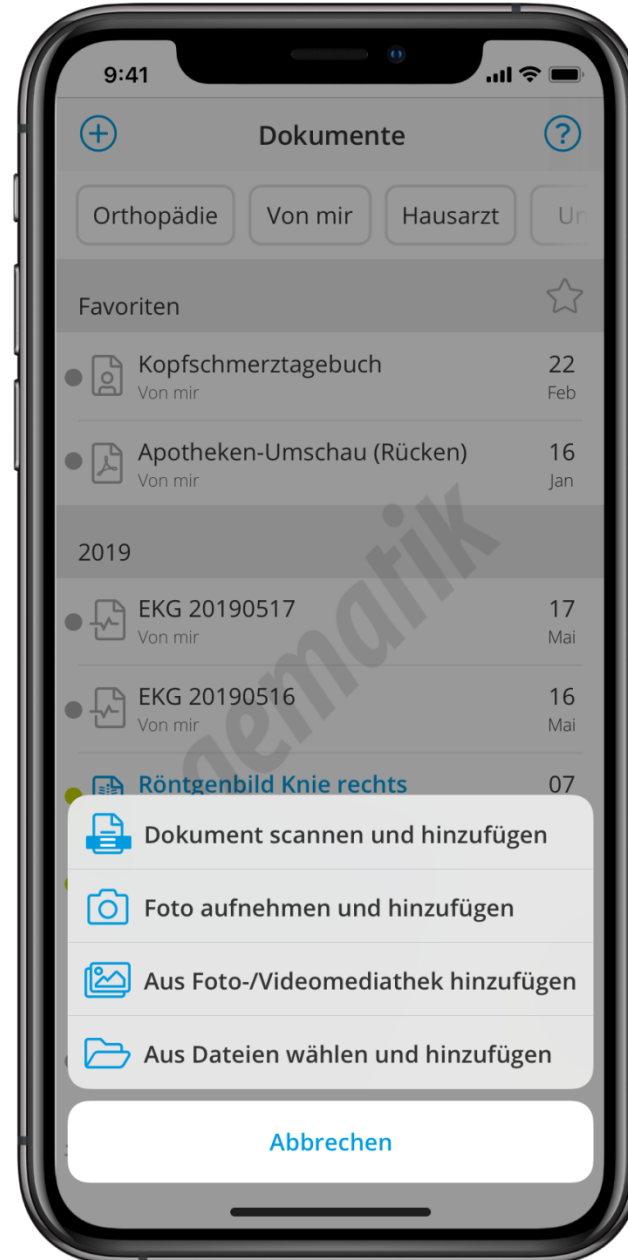 9:41
Dokumente
Orthopädie Von mir Hausarzt
Favoriten
Kopfschmerztagebuch 22
Von mir Feb
Apotheken-Umschau (Rücken) 16
Von mir Jan
2019
EKG 20190517 17
Von mir Mai
EKG 20190516 16
Von mir Mai
Röntgenbild Knie rechts 07
gematik
Dokument scannen und hinzufügen
Foto aufnehmen und hinzufügen
Aus Foto-/Videomediathek hinzufügen
Aus Dateien wählen und hinzufügen
Abbrechen